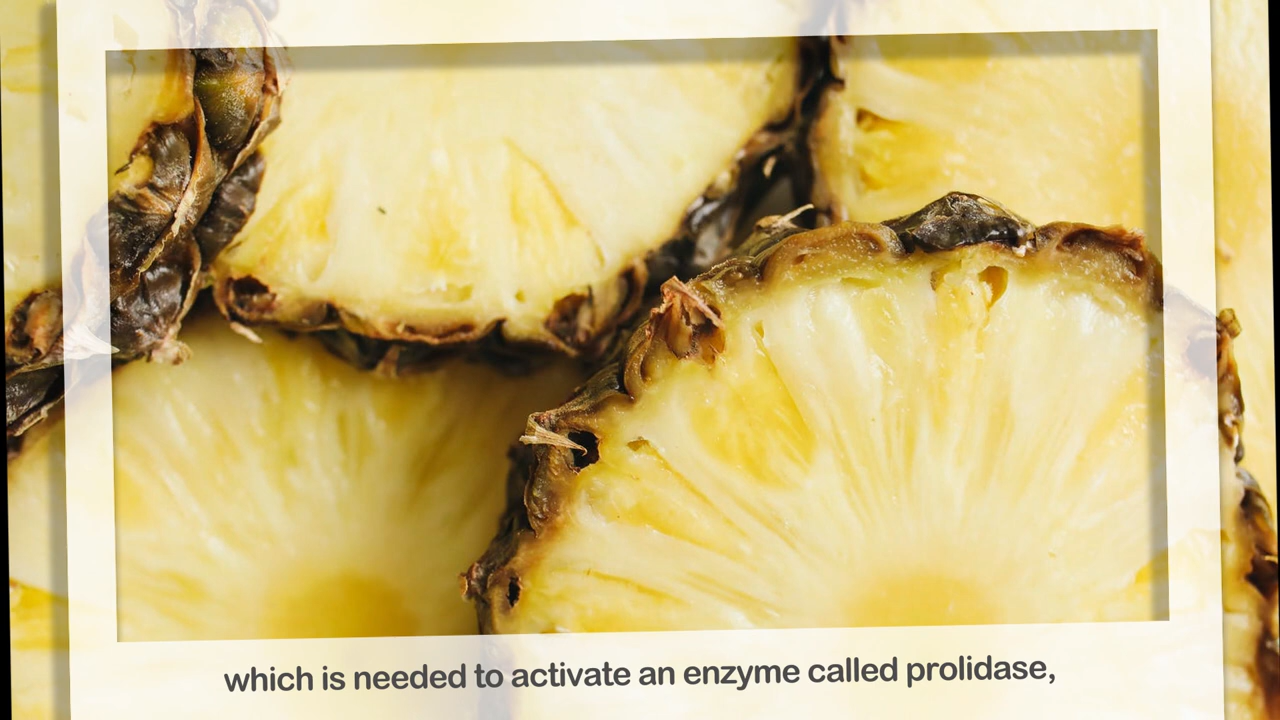 which is needed to activate an enzyme called prolidase,